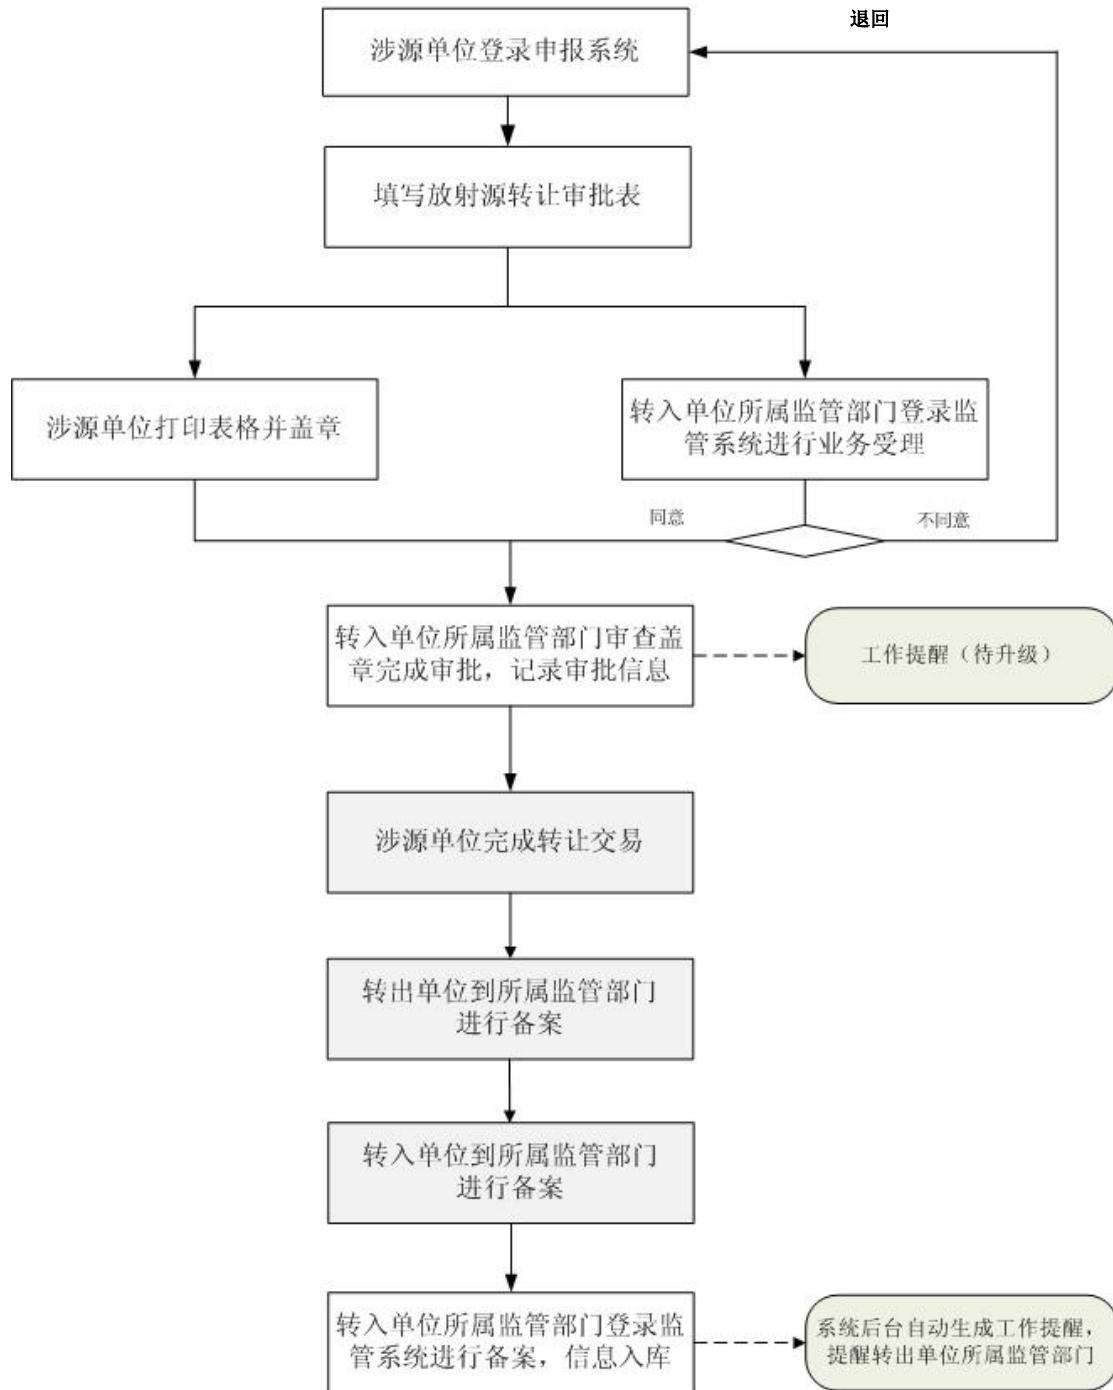 退回
涉源单位登录申报系统
填写放射源转让审批表
涉源单位打印表格并盖章
转入单位所属监管部门登录监
管系统进行业务受理
同意
不同意
转入单位所属监管部门审查盖
章完成审批，记录审批信息
工作提醒（待升级）
涉源单位完成转让交易
转出单位到所属监管部门
进行备案
转入单位到所属监管部门
进行备案
转入单位所属监管部门登录监
管系统进行备案，信息入库
系统后台自动生成工作提醒，
提醒转出单位所属监管部门